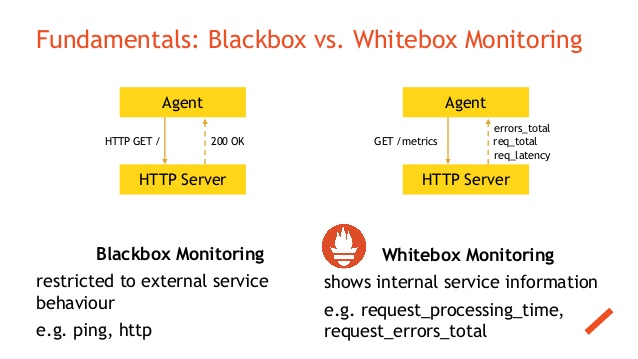 Fundamentals: Blackbox vs. Whitebox Monitoring
Agent
HTTP GET /
200 OK
HTTP Server
Agent
GET /metrics
errors_total
req_total
req_latency
HTTP Server
Blackbox Monitoring
restricted to external service
behaviour
e.g. ping, http
Whitebox Monitoring
shows internal service information
e.g. request_processing_time,
request_errors_total